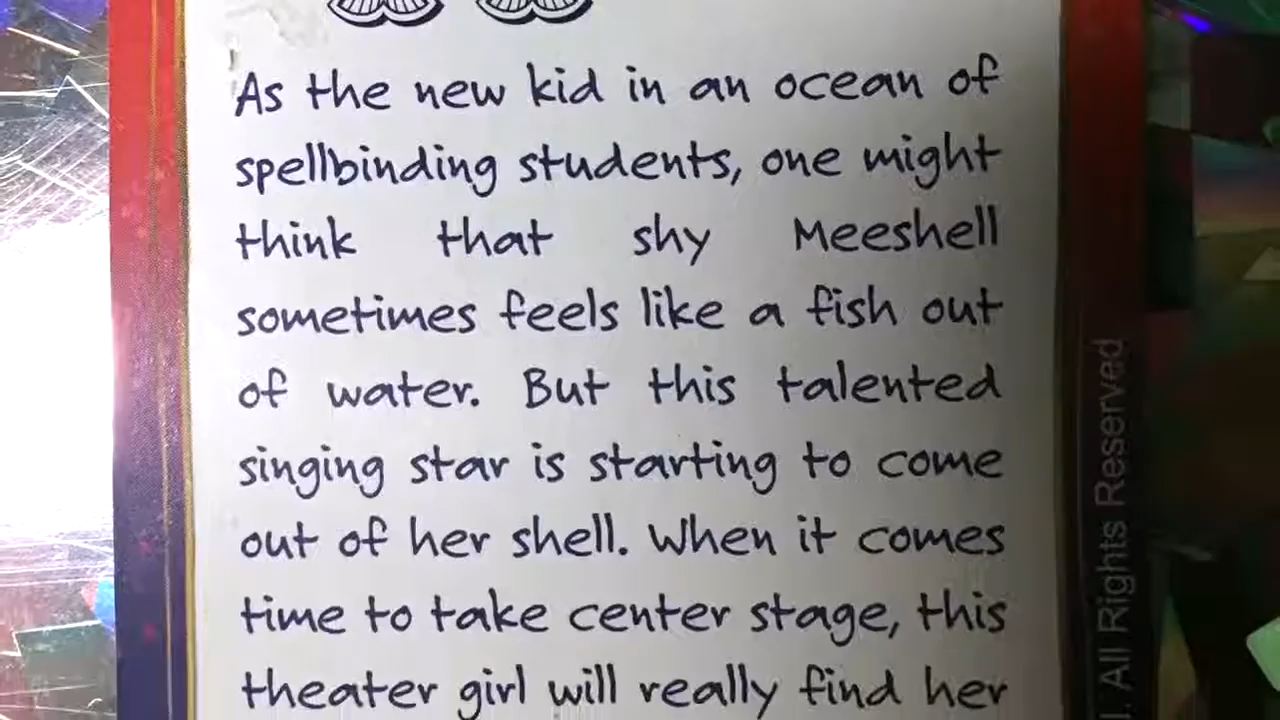 As the new kid in an ocean of
spellbinding students, one might
think that shy Meeshell
sometimes feels like a fish out
of water. But this talented
singing star is starting to come
out of her shell. When it comes
time to take center stage, this
theater girl will really find her
All Rights Reserved